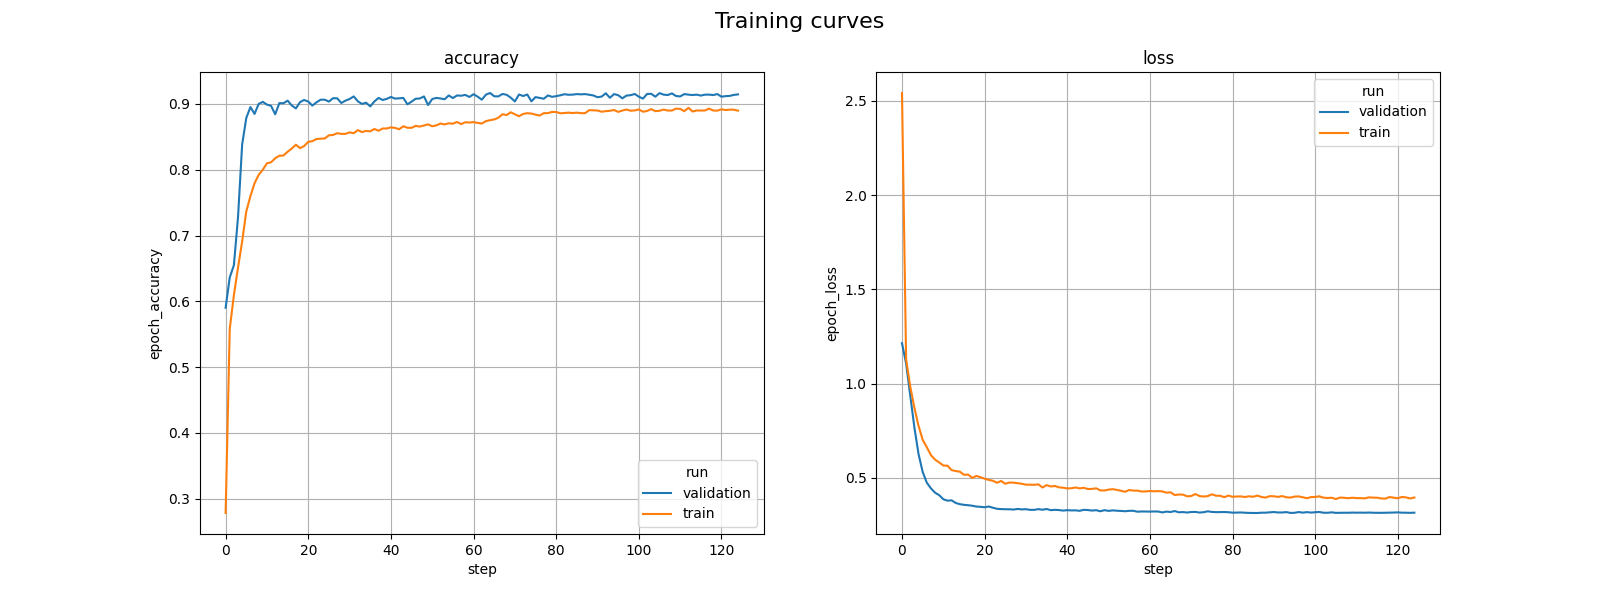 Training curves
accuracy
epoch_accuracy
0.9
0.8
0.7
0.6
0.5
0.4
0.3
0 20 40 60 80 100 120
step
run
validation
train
loss
epoch_loss
2.5
2.0
1.5
1.0
0.5
0 20 40 60 80 100 120
step
run
validation
train